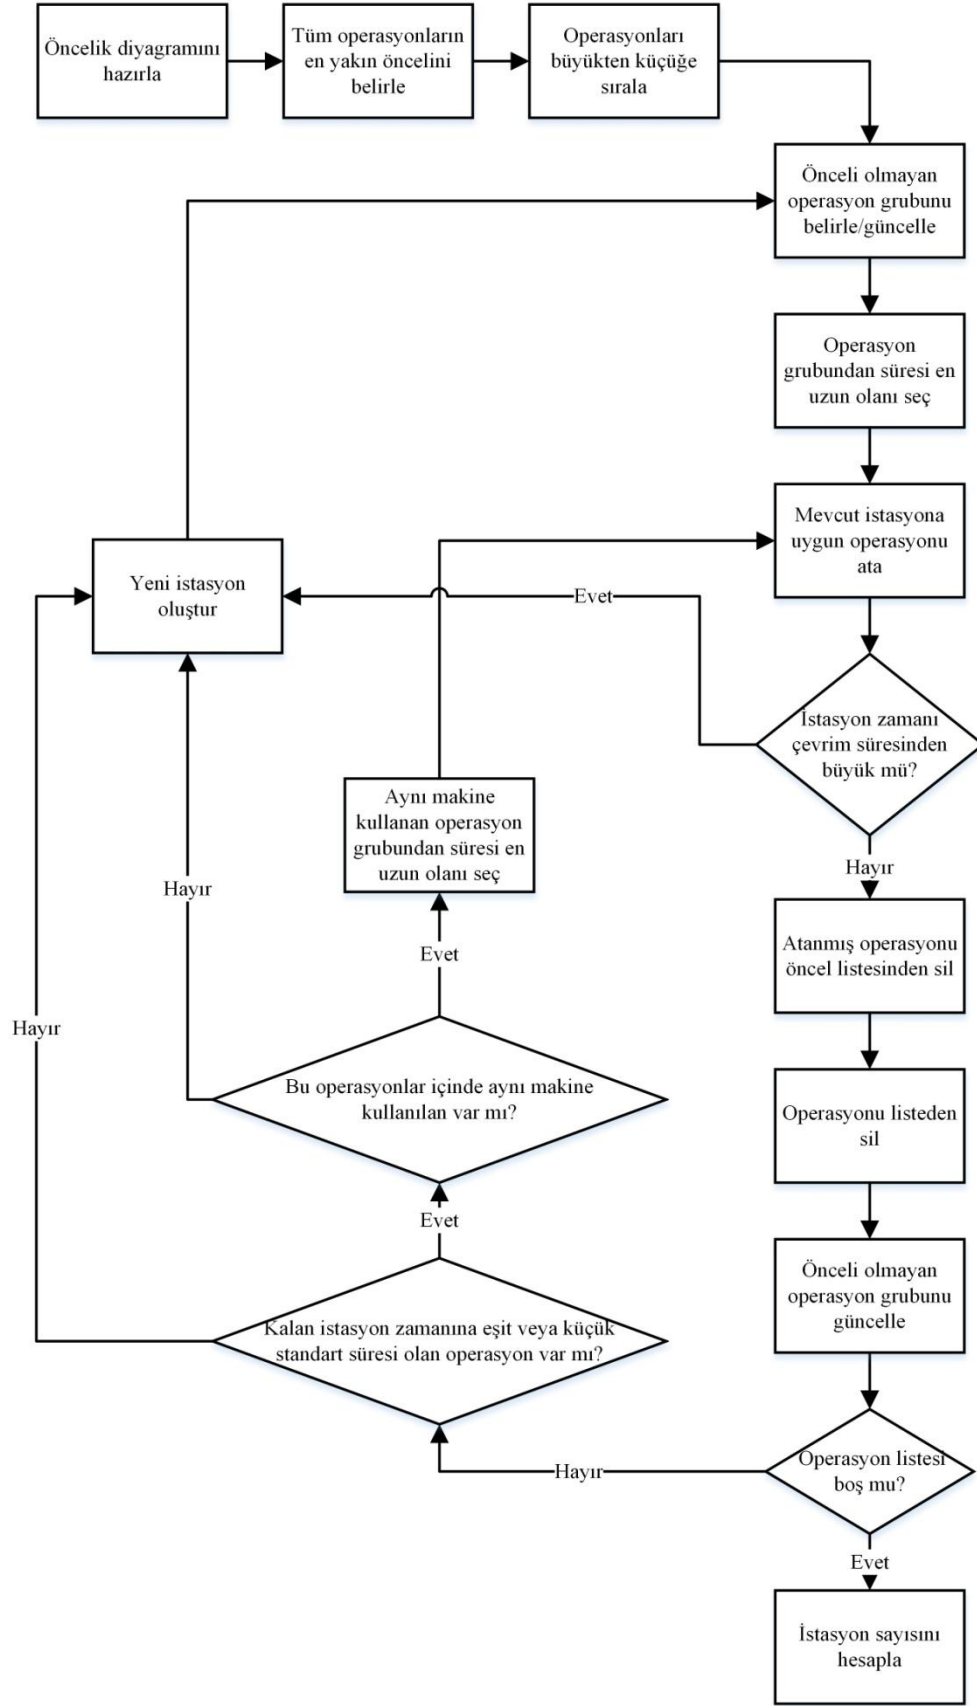 Öncelik diyagramını
hazırla
Tüm operasyonların
en yakın öncelini
belirle
Operasyonları
büyükten küçüğe
sırala
Önceli olmayan
operasyon grubunu
belirle/güncelle
Operasyon
grubundan süresi en
uzun olanı seç
Mevcut istasyona
uygun operasyonu
ata
Yeni istasyon
oluştur
Evet
İstasyon zamanı
çevrim süresinden
büyük mü?
Aynı makine
kullanan operasyon
grubundan süresi en
uzun olanı seç
Hayır
Hayır
Atanmış operasyonu
öncel listesinden sil
Evet
Hayır
Bu operasyonlar içinde aynı makine
kullanılan var mı?
Operasyonu listeden
sil
Evet
Önceli olmayan
operasyon grubunu
güncelle
Kalan istasyon zamanına eşit veya küçük
standart süresi olan operasyon var mı?
Operasyon listesi
boş mu?
Hayır
Evet
İstasyon sayısını
hesapla